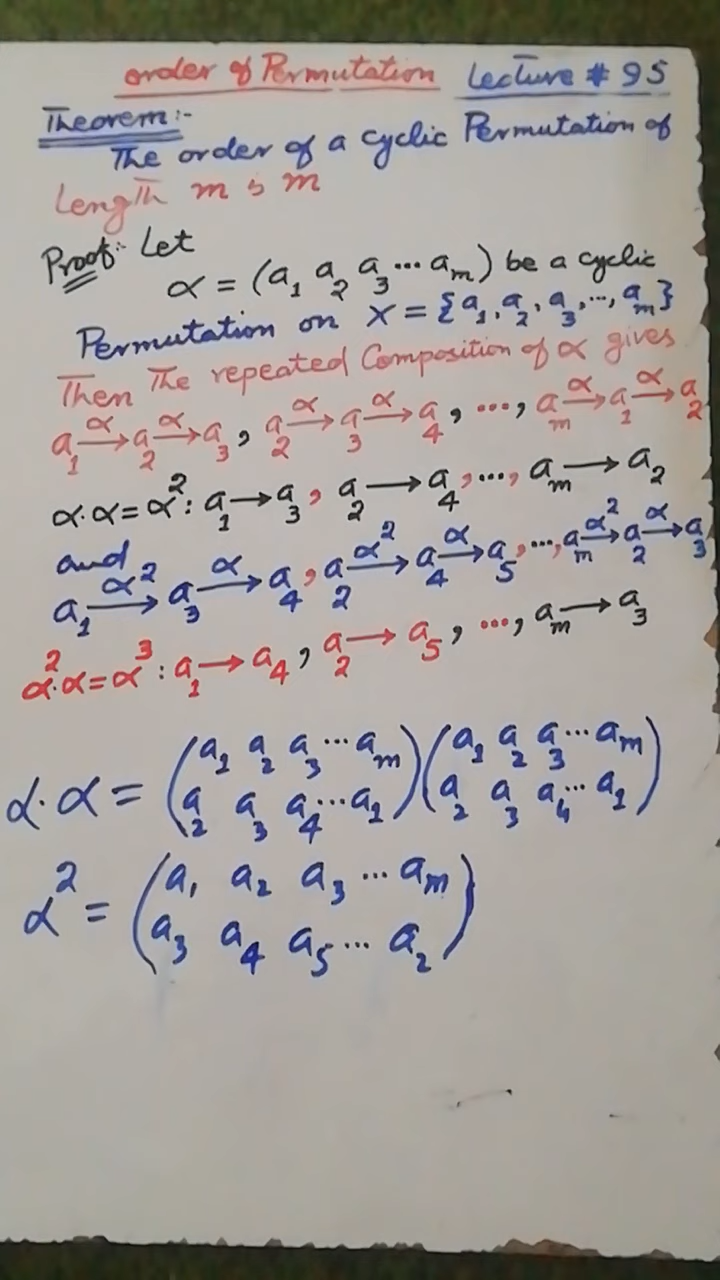 order of Permutation Lecture # 95
Theorem:-
The order of a cyclic Permutation of
Length m is m
Proof:- Let
α = (a₁ a₂ a₃ ... aₘ) be a cyclic
Permutation on X = {a₁, a₂, a₃, ..., aₘ}
Then The repeated Composition of α gives
a₁ —α→ a₂ —α→ a₃, a₂ —α→ a₃ —α→ a₄, ..., aₘ —α→ a₁ —α→ a₂
α·α = α²: a₁ → a₃, a₂ → a₄, ..., aₘ → a₂
and
a₁ —α²→ a₃ —α→ a₄, a₂ —α²→ a₄ —α→ a₅, ..., aₘ —α²→ a₂ —α→ a₃
α²·α = α³: a₁ → a₄, a₂ → a₅, ..., aₘ → a₃
α·α = (a₁ a₂ a₃ ... aₘ)(a₁ a₂ a₃ ... aₘ)
(a₂ a₃ a₄ ... a₁)(a₂ a₃ a₄ ... a₁)
α² = (a₁ a₂ a₃ ... aₘ)
(a₃ a₄ a₅ ... a₂)